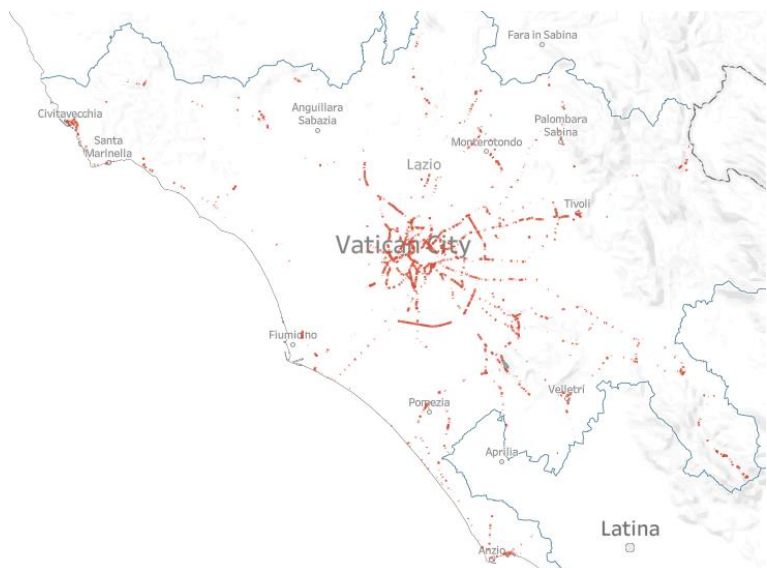 Fara in Sabina
Civitavecchia
Anguillara
Sabazia
Palombara
Sabina
Santa
Marinella
Monterotondo
Lazio
Tivoli
Vatican City
Fiumicino
Velletri
Pomezia
Aprilia
Latina
Anzio